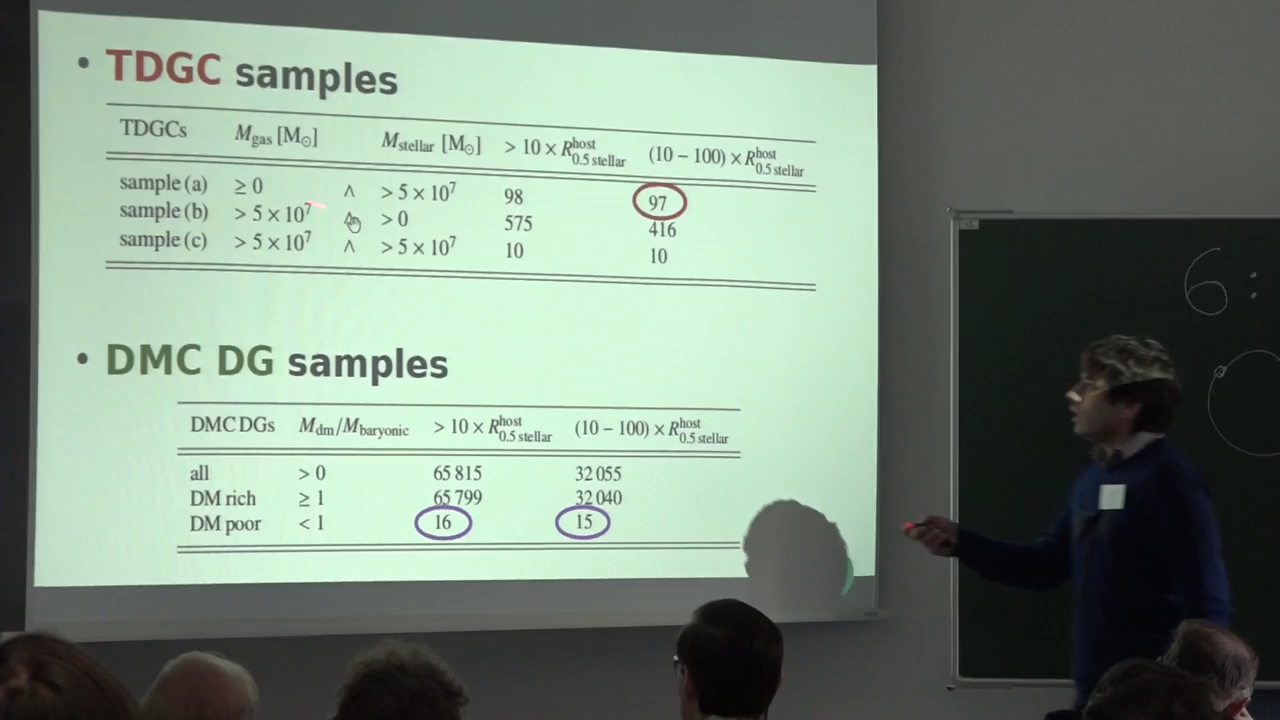 • TDGC samples
TDGCs M_gas [M_⊙] M_stellar [M_⊙] > 10 × R^host_0.5 stellar (10 − 100) × R^host_0.5 stellar
sample (a) ≥ 0 ∧ > 5 × 10^7 98 97
sample (b) > 5 × 10^7 ∧ > 0 575 416
sample (c) > 5 × 10^7 ∧ > 5 × 10^7 10 10
• DMC DG samples
DMC DGs M_dm/M_baryonic > 10 × R^host_0.5 stellar (10 − 100) × R^host_0.5 stellar
all > 0 65 815 32 055
DM rich ≥ 1 65 799 32 040
DM poor < 1 16 15
6 :